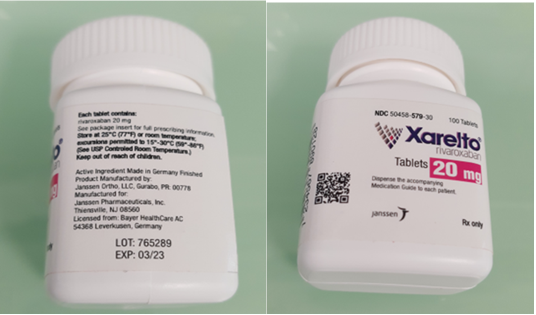 Each tablet contains:
rivaroxaban 20 mg
See package insert for full prescribing information.
Store at 25°C (77°F) or room temperature;
excursions permitted to 15°-30°C (59°-86°F)
(See USP Controled Room Temperature.)
Keep out of reach of children.
Active Ingredient Made in Germany Finished
Product Manufactured by:
Janssen Ortho, LLC, Gurabo, PR 00778
Manufactured for:
Janssen Pharmaceuticals, Inc.
Thiensville, NJ 08560
Licensed from: Bayer HealthCare AC
54368 Leverkusen, Germany
LOT: 765289
EXP: 03/23
NDC 50458-579-30
100 Tablets
Xarelto®
rivaroxaban
Tablets 20 mg
Dispense the accompanying
Medication Guide to each patient.
janssen
Rx only